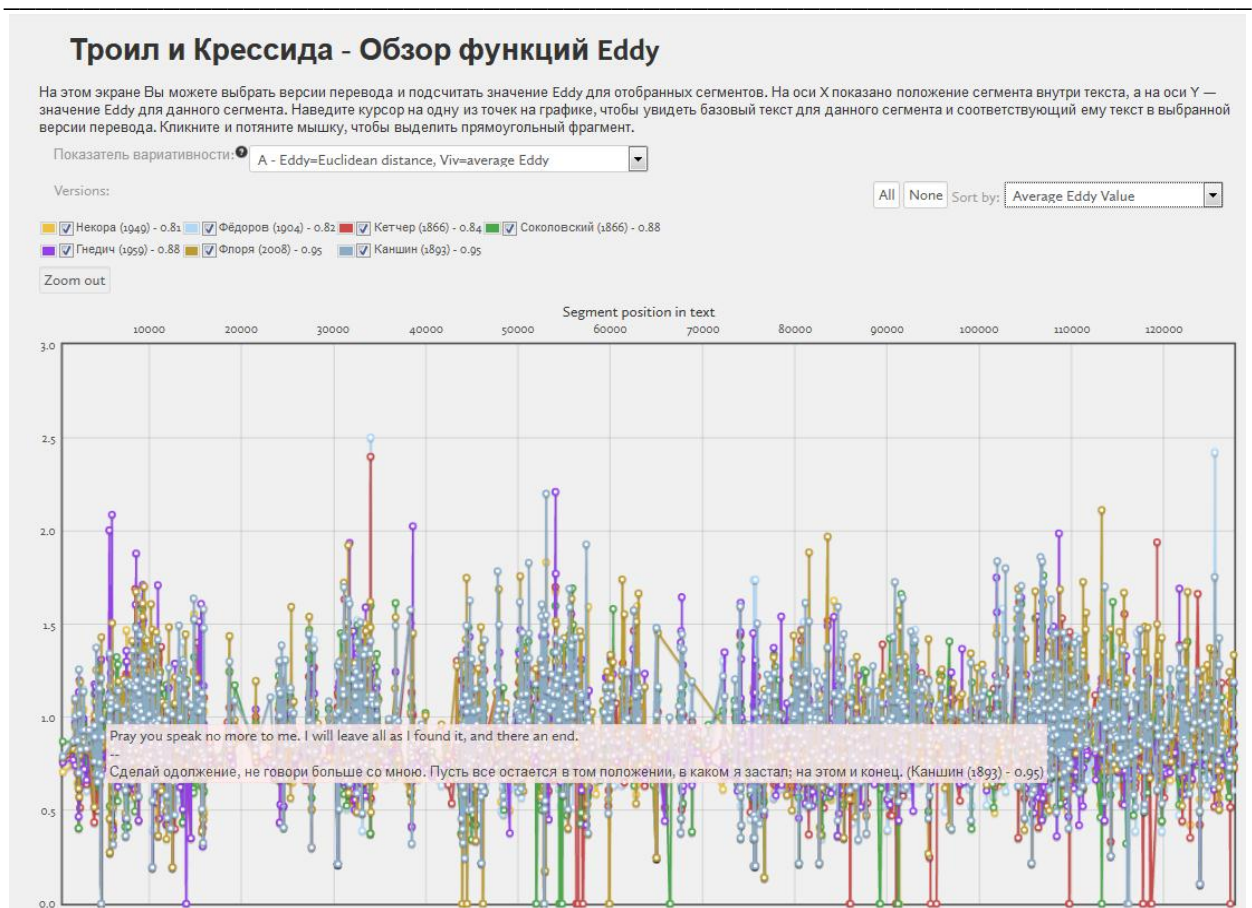 Троил и Крессида - Обзор функций Eddy
На этом экране Вы можете выбрать версии перевода и подсчитать значение Eddy для отобранных сегментов. На оси X показано положение сегмента внутри текста, а на оси Y —
значение Eddy для данного сегмента. Наведите курсор на одну из точек на графике, чтобы увидеть базовый текст для данного сегмента и соответствующий ему текст в выбранной
версии перевода. Кликните и потяните мышку, чтобы выделить прямоугольный фрагмент.
Показатель вариативности: ? A - Eddy=Euclidean distance, Viv=average Eddy
Versions: All None Sort by: Average Eddy Value
Некора (1949) - 0.81 Фёдоров (1904) - 0.82 Кетчер (1866) - 0.84 Соколовский (1866) - 0.88
Гнедич (1959) - 0.88 Флоря (2008) - 0.95 Каншин (1893) - 0.95
Zoom out
Segment position in text
10000 20000 30000 40000 50000 60000 70000 80000 90000 100000 110000 120000
3.0
2.5
2.0
1.5
1.0
Pray you speak no more to me. I will leave all as I found it, and there an end.
--
Сделай одолжение, не говори больше со мною. Пусть все остается в том положении, в каком я застал; на этом и конец. (Каншин (1893) - 0.95)
0.5
0.0